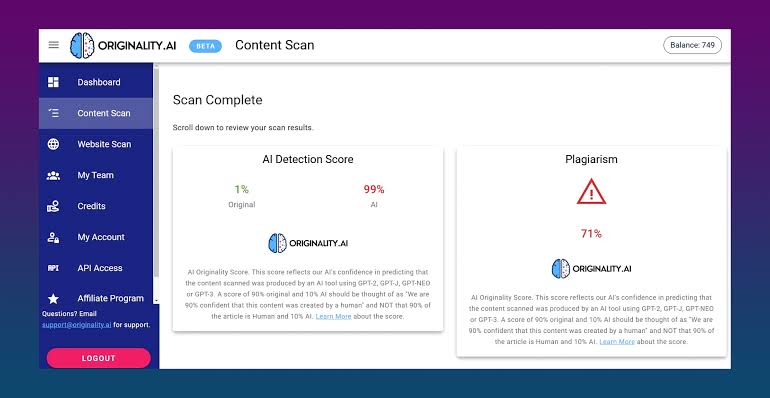 ORIGINALITY.AI BETA Content Scan Balance: 749
Dashboard
Content Scan
Website Scan
My Team
Credits
My Account
API API Access
Affiliate Program
Questions? Email
support@originality.ai for support.
LOGOUT
Scan Complete
Scroll down to review your scan results.
AI Detection Score
1% 99%
Original AI
ORIGINALITY.AI
AI Originality Score. This score reflects our AI's confidence in predicting that
the content scanned was produced by an AI tool using GPT-2, GPT-J, GPT-NEO
or GPT-3. A score of 90% original and 10% AI should be thought of as "We are
90% confident that this content was created by a human" and NOT that 90% of
the article is Human and 10% AI. Learn More about the score.
Plagiarism
71%
ORIGINALITY.AI
AI Originality Score. This score reflects our AI's confidence in predicting that
the content scanned was produced by an AI tool using GPT-2, GPT-J, GPT-NEO
or GPT-3. A score of 90% original and 10% AI should be thought of as "We are
90% confident that this content was created by a human" and NOT that 90% of
the article is Human and 10% AI. Learn More about the score.